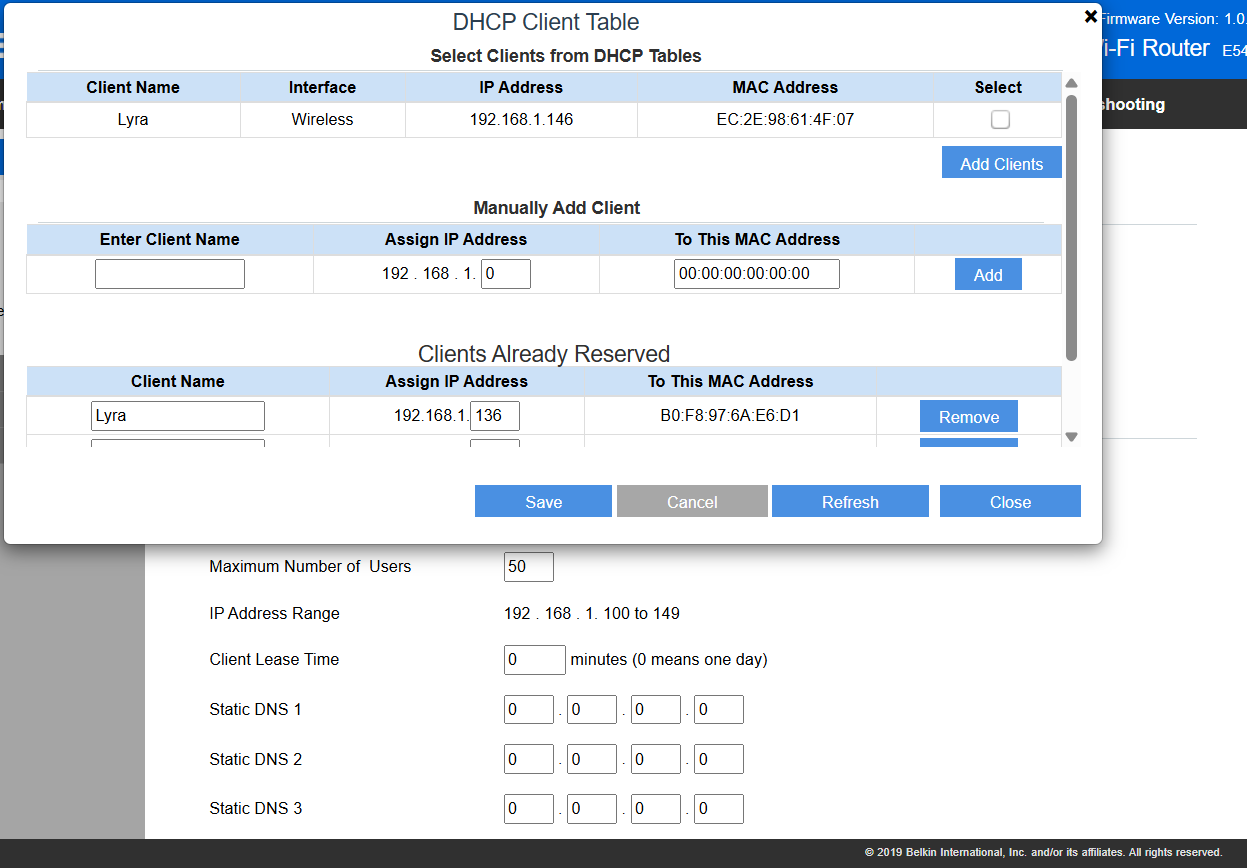 DHCP Client Table
Firmware Version: 1.0.
Select Clients from DHCP Tables
i-Fi Router E54
Client Name Interface IP Address MAC Address Select
Lyra Wireless 192.168.1.146 EC:2E:98:61:4F:07
shooting
Add Clients
Manually Add Client
Enter Client Name Assign IP Address To This MAC Address
192 . 168 . 1. 0 00:00:00:00:00:00 Add
Clients Already Reserved
Client Name Assign IP Address To This MAC Address
Lyra 192.168.1. 136 B0:F8:97:6A:E6:D1 Remove
Save Cancel Refresh Close
Maximum Number of Users 50
IP Address Range 192 . 168 . 1. 100 to 149
Client Lease Time 0 minutes (0 means one day)
Static DNS 1 0 . 0 . 0 . 0
Static DNS 2 0 . 0 . 0 . 0
Static DNS 3 0 . 0 . 0 . 0
© 2019 Belkin International, Inc. and/or its affiliates. All rights reserved.